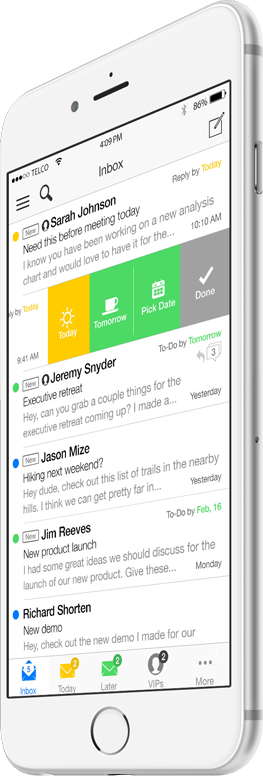 TELCO
86%
4:09 PM
Inbox
Reply by Today
New Sarah Johnson
Need this before meeting today
10:10 AM
I know you have been working on a new analysis
chart and would love to have it for the...
ply by Today
9:41 AM
Today
Tomorrow
Pick Date
Done
To-Do by Tomorrow
New Jeremy Snyder
3
Executive retreat
Hey, can you grab a couple things for the
Yesterday
executive retreat coming up? I made a...
New Jason Mize
Hiking next weekend?
Hey dude, check out this list of trails in the nearby
Yesterday
hills. I think we can get pretty far in...
To-Do by Feb, 16
New Jim Reeves
New product launch
I had some great ideas we should discuss for the
Monday
launch of our new product. Give these...
Richard Shorten
New demo
Hey, check out the new demo I made for our
5
2
2
2
Inbox
Today
Later
VIPs
More